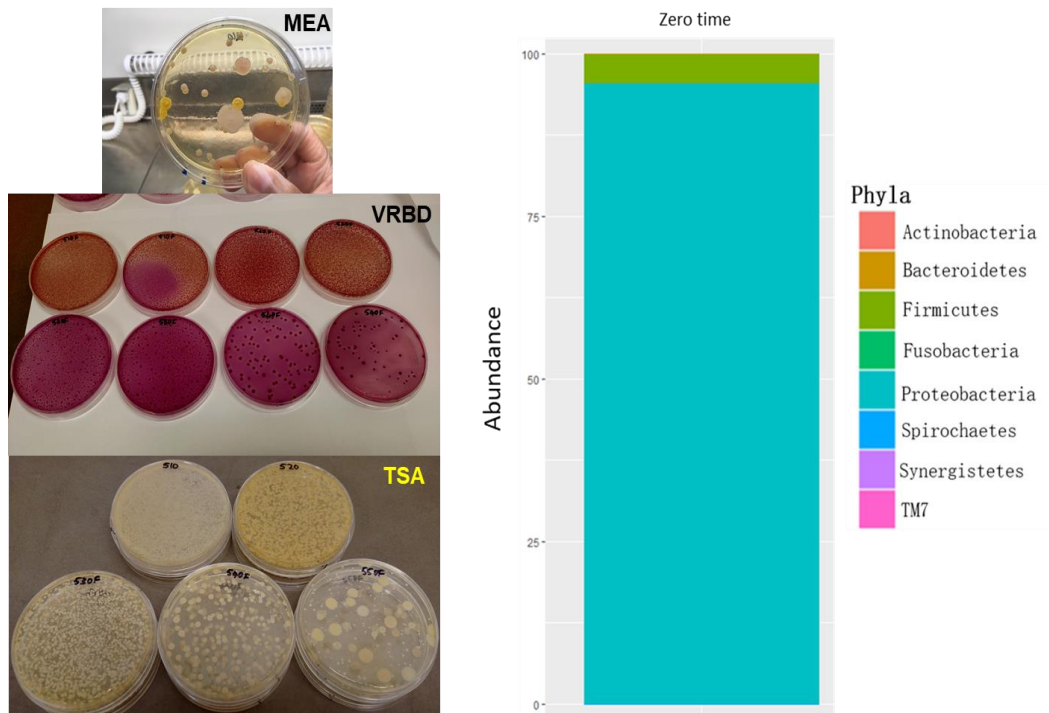 MEA
VRBD
TSA
510
520
530F
540F
550F
Zero time
100
75
50
25
0
Abundance
Phyla
Actinobacteria
Bacteroidetes
Firmicutes
Fusobacteria
Proteobacteria
Spirochaetes
Synergistetes
TM7